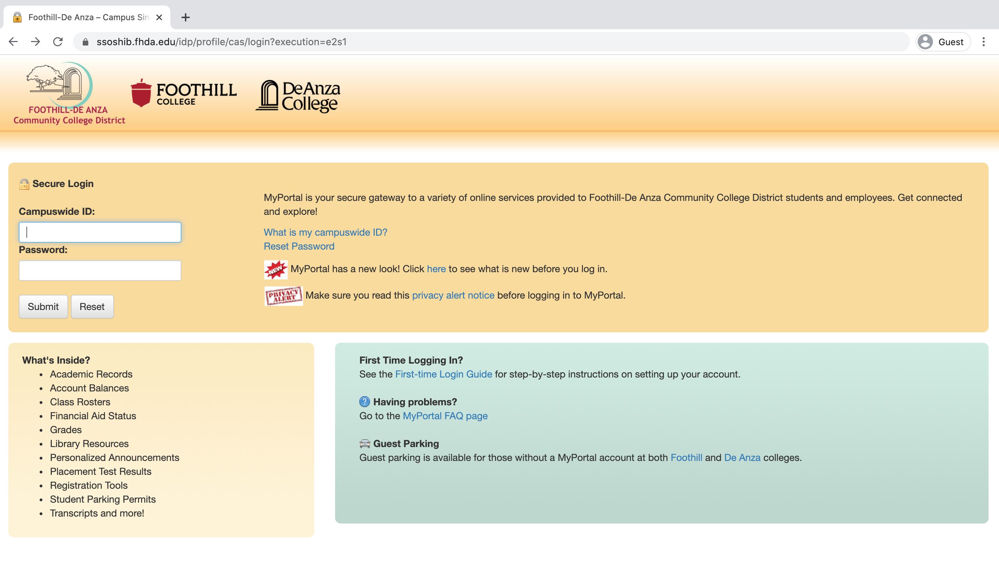 Foothill-De Anza – Campus Sin
ssoshib.fhda.edu/idp/profile/cas/login?execution=e2s1
Guest
FOOTHILL-DE ANZA
Community College District
FOOTHILL
COLLEGE
DeAnza
College
Secure Login
Campuswide ID:
Password:
Submit
Reset
MyPortal is your secure gateway to a variety of online services provided to Foothill-De Anza Community College District students and employees. Get connected
and explore!
What is my campuswide ID?
Reset Password
NEW
MyPortal has a new look! Click here to see what is new before you log in.
PRIVACY
ALERT
Make sure you read this privacy alert notice before logging in to MyPortal.
What's Inside?
• Academic Records
• Account Balances
• Class Rosters
• Financial Aid Status
• Grades
• Library Resources
• Personalized Announcements
• Placement Test Results
• Registration Tools
• Student Parking Permits
• Transcripts and more!
First Time Logging In?
See the First-time Login Guide for step-by-step instructions on setting up your account.
? Having problems?
Go to the MyPortal FAQ page
Guest Parking
Guest parking is available for those without a MyPortal account at both Foothill and De Anza colleges.